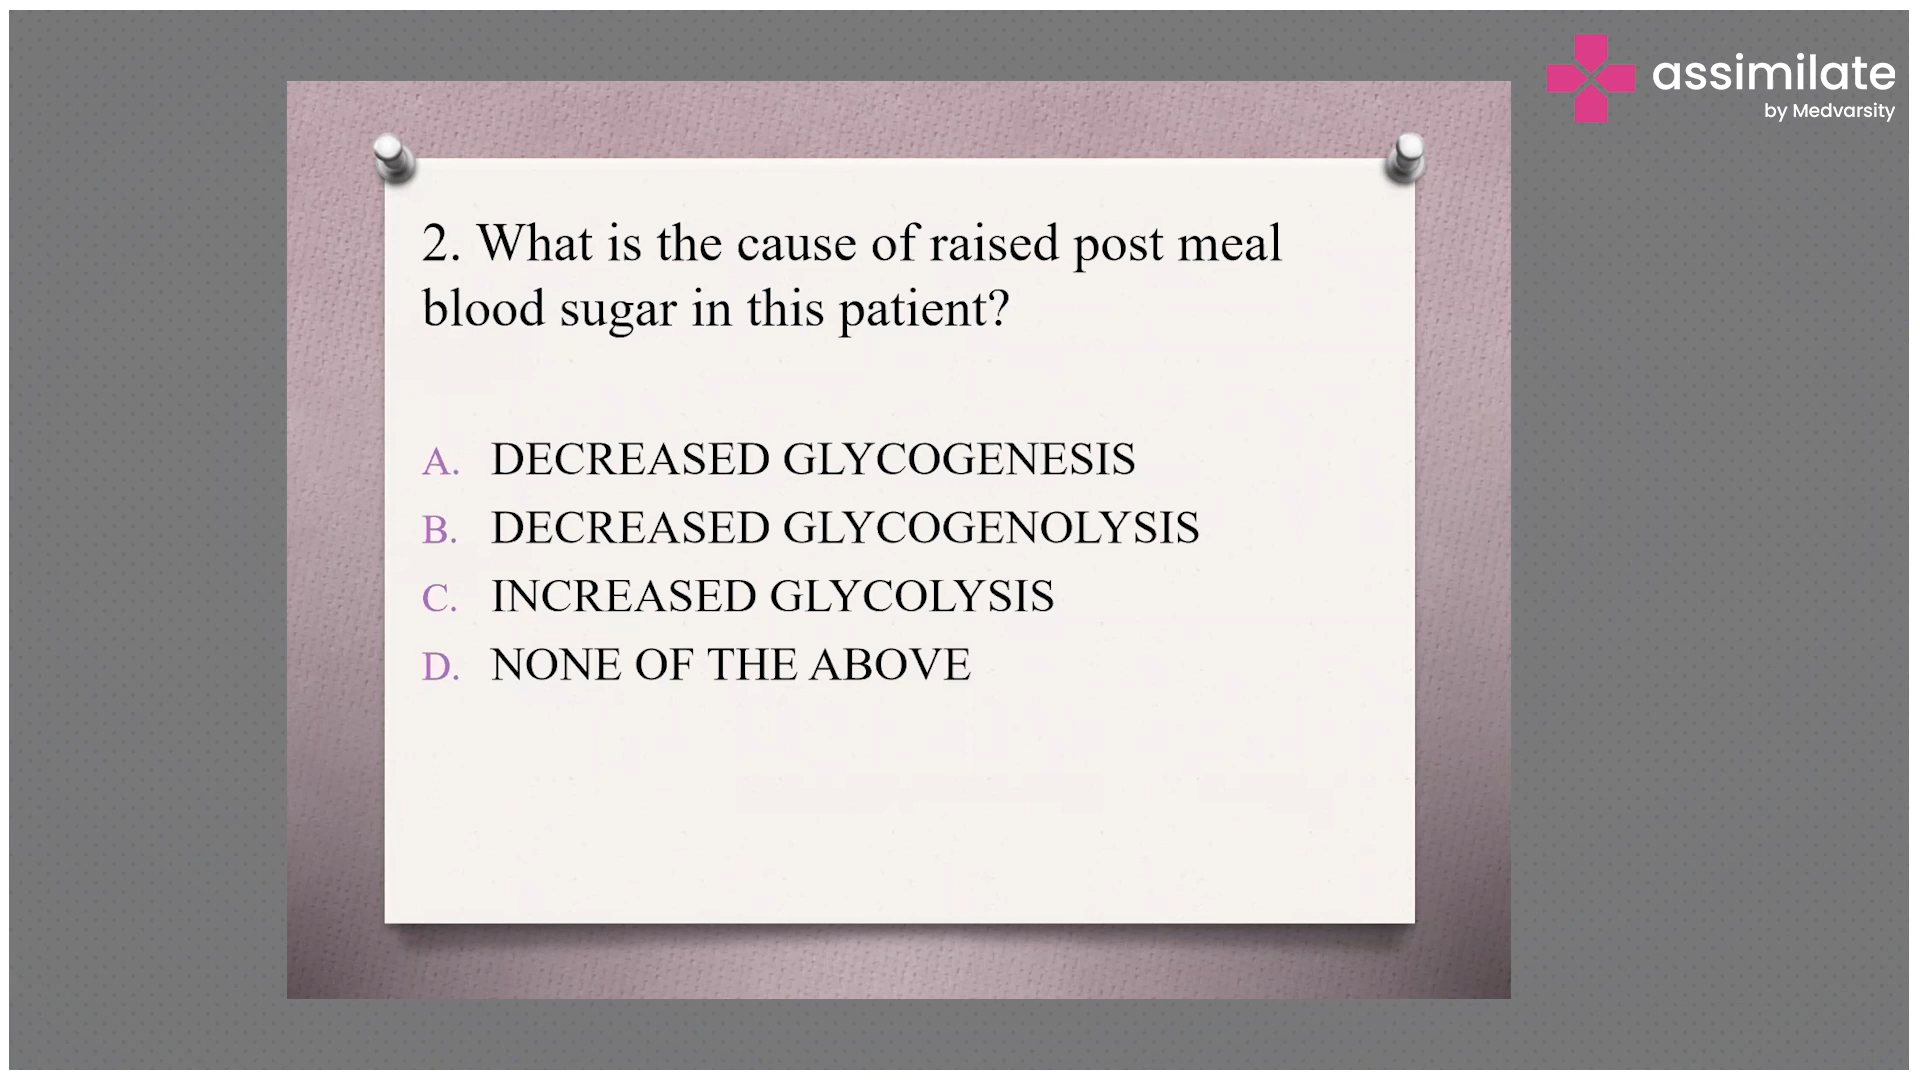 assimilate
by Medvarsity
2. What is the cause of raised post meal
blood sugar in this patient?
A. DECREASED GLYCOGENESIS
B. DECREASED GLYCOGENOLYSIS
C. INCREASED GLYCOLYSIS
D. NONE OF THE ABOVE